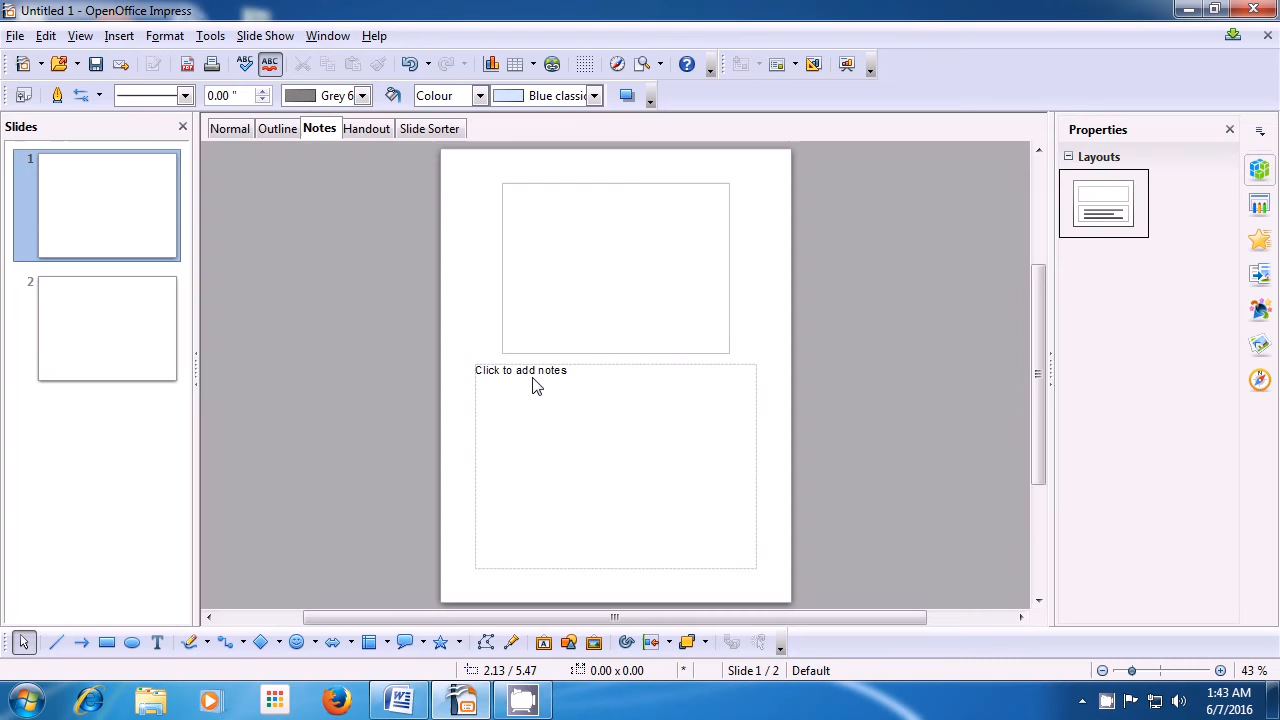 Untitled 1 - OpenOffice Impress
File Edit View Insert Format Tools Slide Show Window Help
0.00 " Grey 6 Colour Blue classi
Slides
Normal Outline Notes Handout Slide Sorter
Properties
Layouts
1
2
Click to add notes
2.13 / 5.47 0.00 x 0.00 * Slide 1 / 2 Default 43 %
1:43 AM
6/7/2016